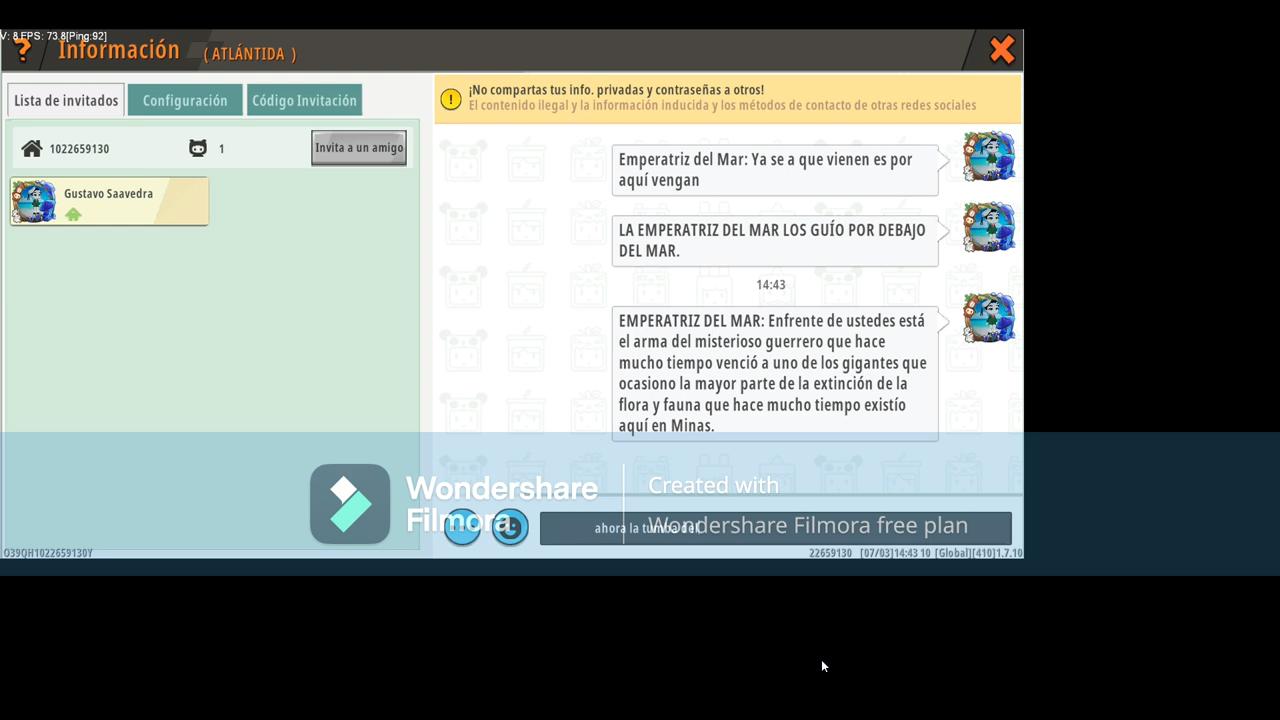 V: 8 FPS: 73.8[Ping:92]
? Información ( ATLÁNTIDA )
Lista de invitados
Configuración
Código Invitación
1022659130
1
Invita a un amigo
Gustavo Saavedra
¡No compartas tu info. privadas y contraseñas a otros!
El contenido ilegal y la información inducida y los métodos de contacto de otras redes sociales
Emperatriz del Mar: Ya se a que vienen es por
aquí vengan
LA EMPERATRIZ DEL MAR LOS GUÍO POR DEBAJO
DEL MAR.
14:43
EMPERATRIZ DEL MAR: Enfrente de ustedes está
el arma del misterioso guerrero que hace
mucho tiempo venció a uno de los gigantes que
ocasiono la mayor parte de la extinción de la
flora y fauna que hace mucho tiempo existío
aquí en Minas.
Wondershare
Filmora
Created with
Wondershare Filmora free plan
ahora la tumba del
O39QH1022659130Y
22659130 [07/03]14:43 10 [Global][410]1.7.10